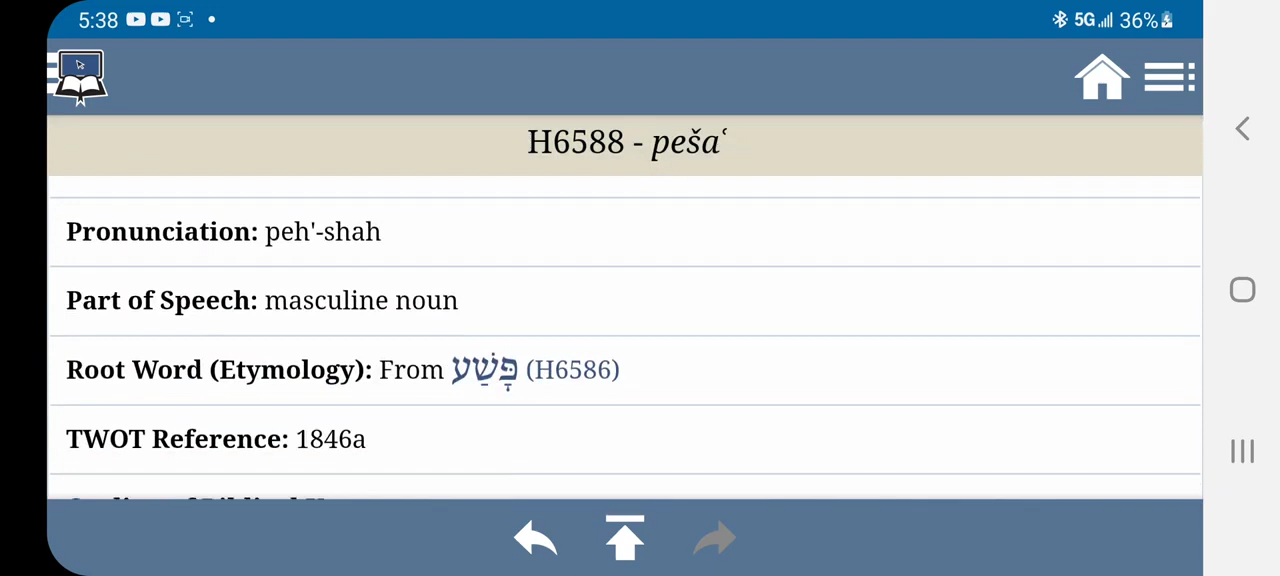 5:38
5G 36%
H6588 - pešaʿ
Pronunciation: peh'-shah
Part of Speech: masculine noun
Root Word (Etymology): From פָּשַׁע (H6586)
TWOT Reference: 1846a